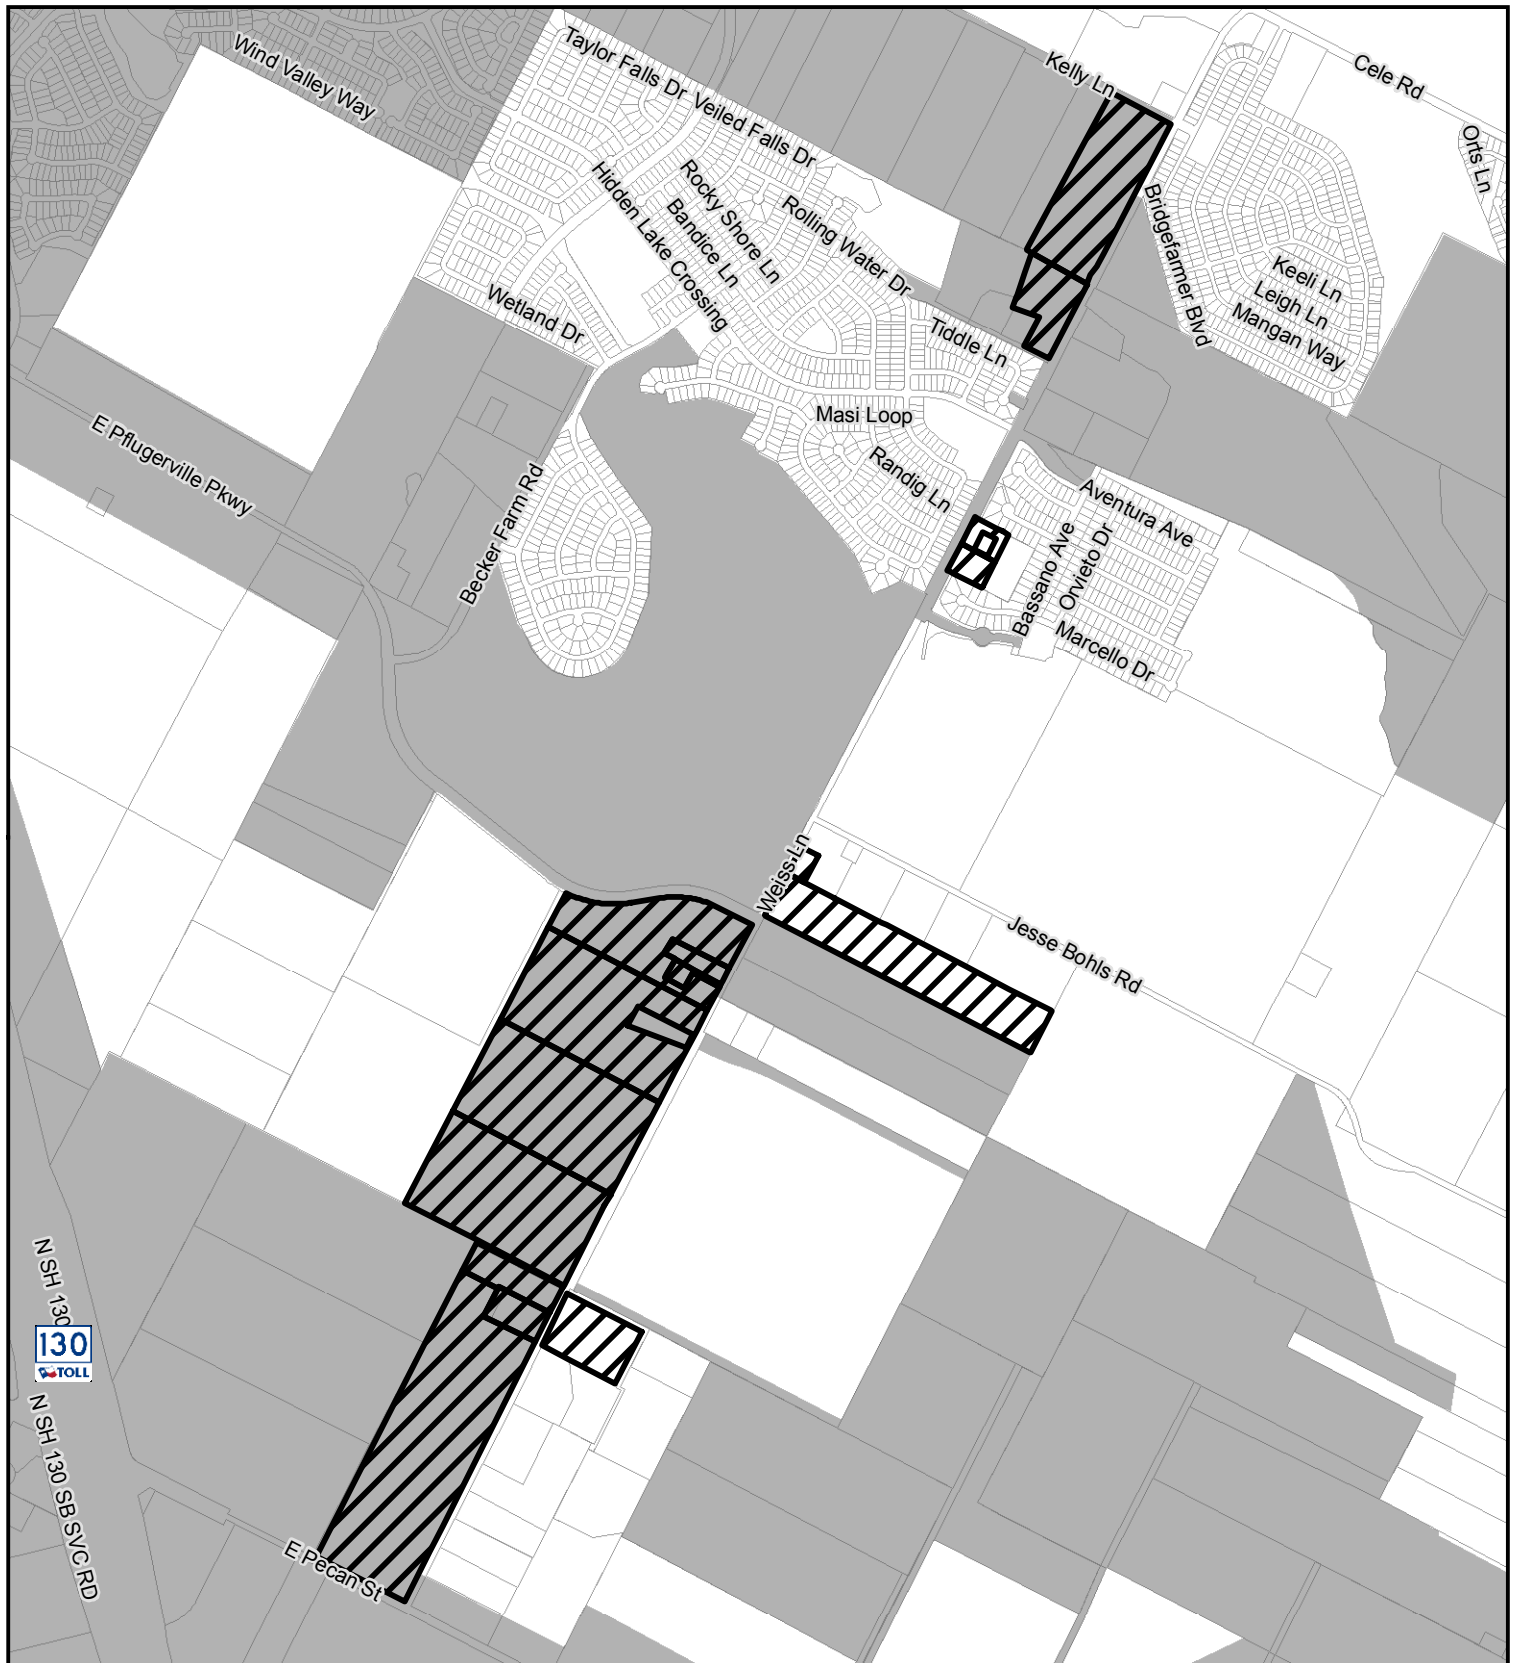 Wind Valley Way
Taylor Falls Dr
Veiled Falls Dr
Kelly Ln
Cele Rd
Orts Ln
Hidden Lake Crossing
Rocky Shore Ln
Bandice Ln
Rolling Water Dr
Bridgefarmer Blvd
Keeli Ln
Leigh Ln
Mangan Way
Wetland Dr
Tiddle Ln
Masi Loop
E Pflugerville Pkwy
Becker Farm Rd
Randig Ln
Aventura Ave
Bassano Ave
Orvieto Dr
Marcello Dr
Weiss Ln
Jesse Bohls Rd
N SH 130
130
TOLL
N SH 130 SB SVC RD
E Pecan St